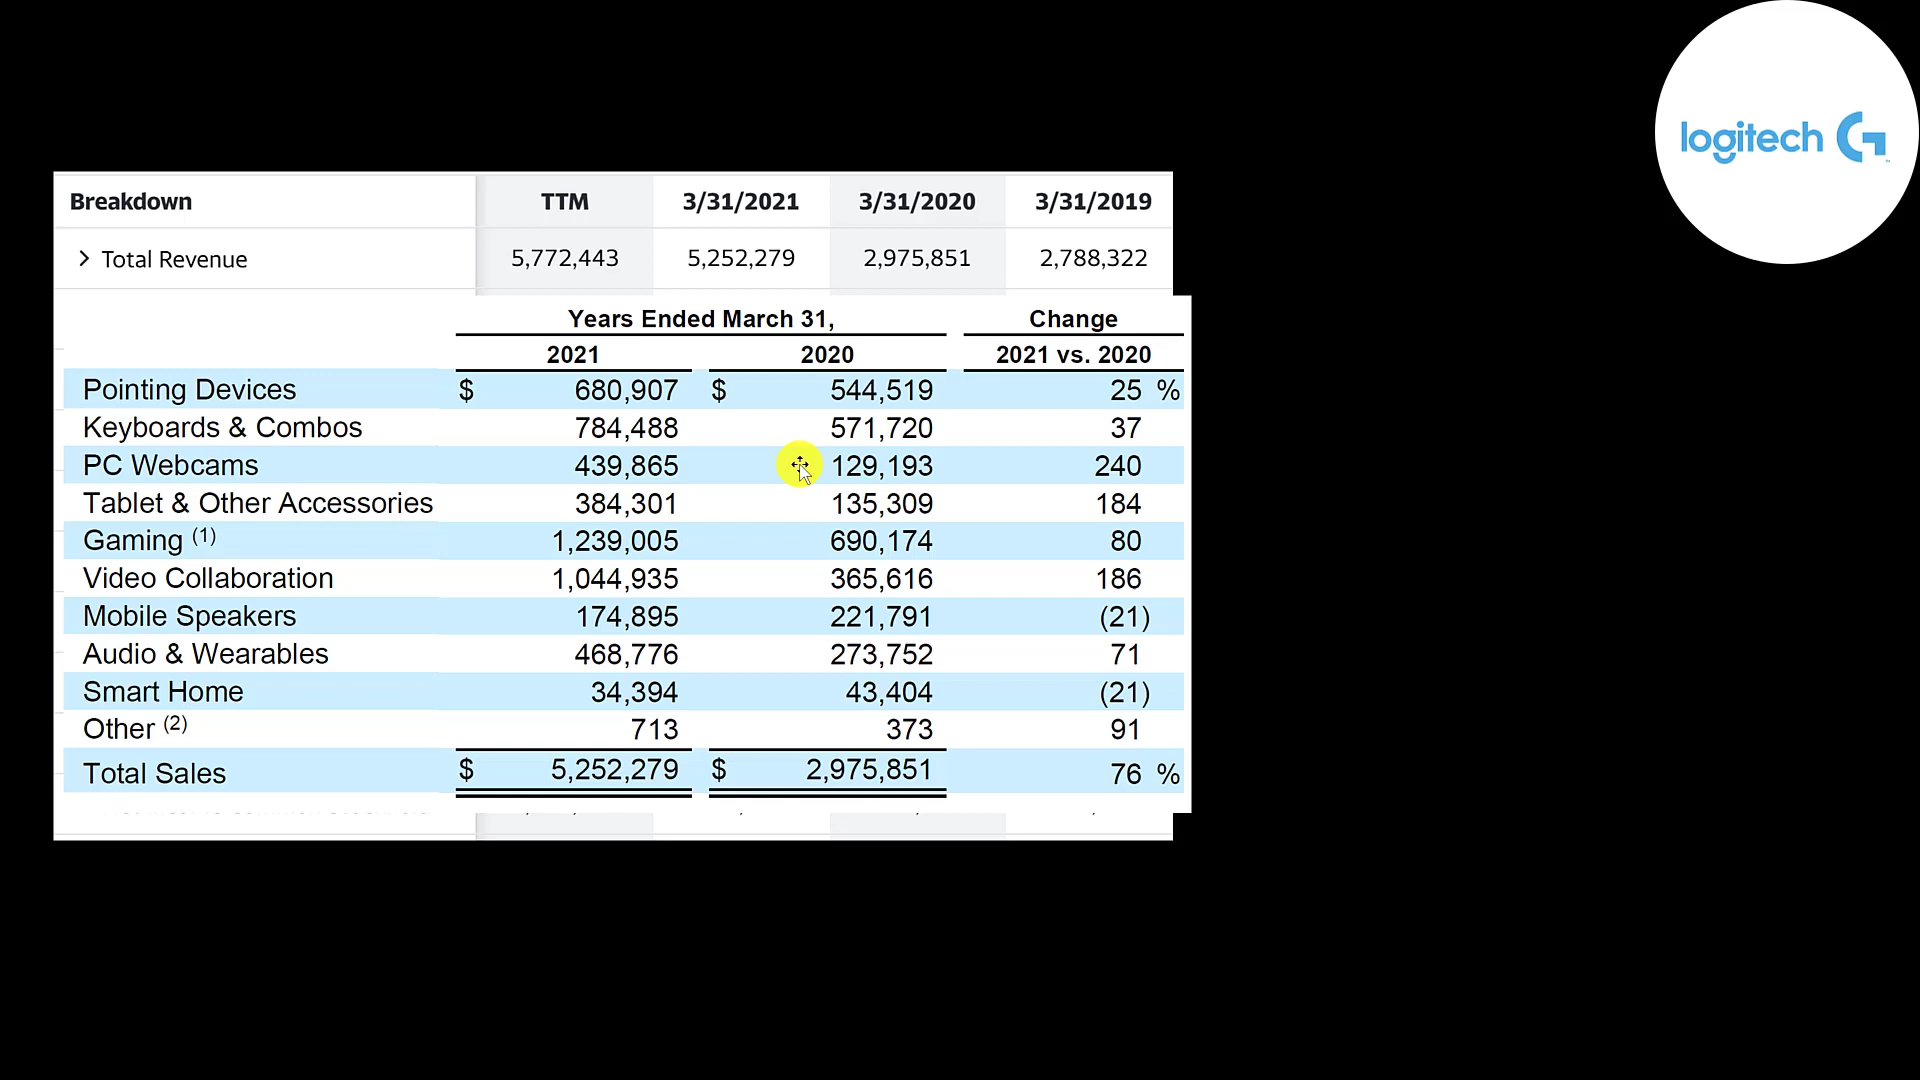 logitech G
Breakdown TTM 3/31/2021 3/31/2020 3/31/2019
Total Revenue 5,772,443 5,252,279 2,975,851 2,788,322
Years Ended March 31, Change
2021 2020 2021 vs. 2020
Pointing Devices $ 680,907 $ 544,519 25 %
Keyboards & Combos 784,488 571,720 37
PC Webcams 439,865 129,193 240
Tablet & Other Accessories 384,301 135,309 184
Gaming (1) 1,239,005 690,174 80
Video Collaboration 1,044,935 365,616 186
Mobile Speakers 174,895 221,791 (21)
Audio & Wearables 468,776 273,752 71
Smart Home 34,394 43,404 (21)
Other (2) 713 373 91
Total Sales $ 5,252,279 $ 2,975,851 76 %